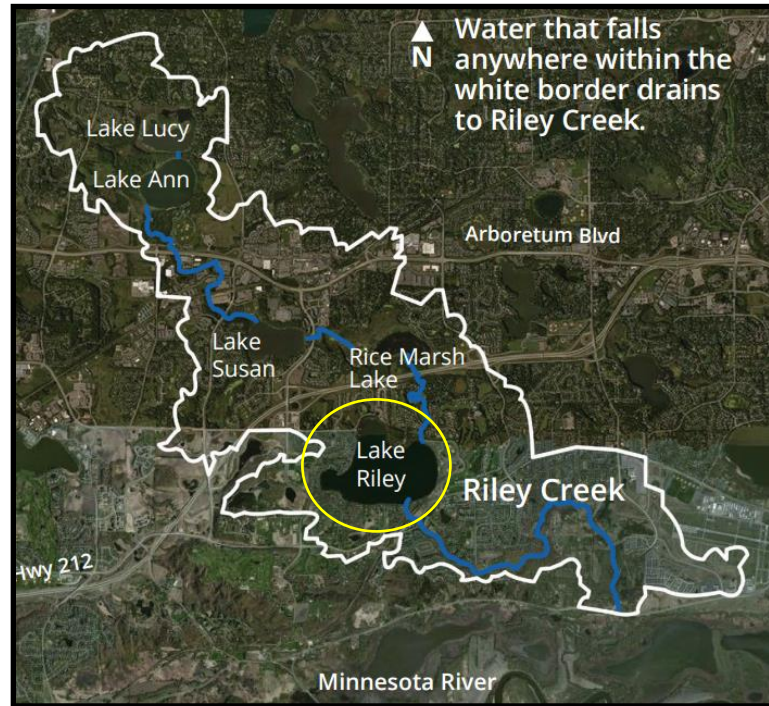 N
Water that falls
anywhere within the
white border drains
to Riley Creek.
Lake Lucy
Lake Ann
Arboretum Blvd
Lake
Susan
Rice Marsh
Lake
Lake
Riley
Riley Creek
Hwy 212
Minnesota River